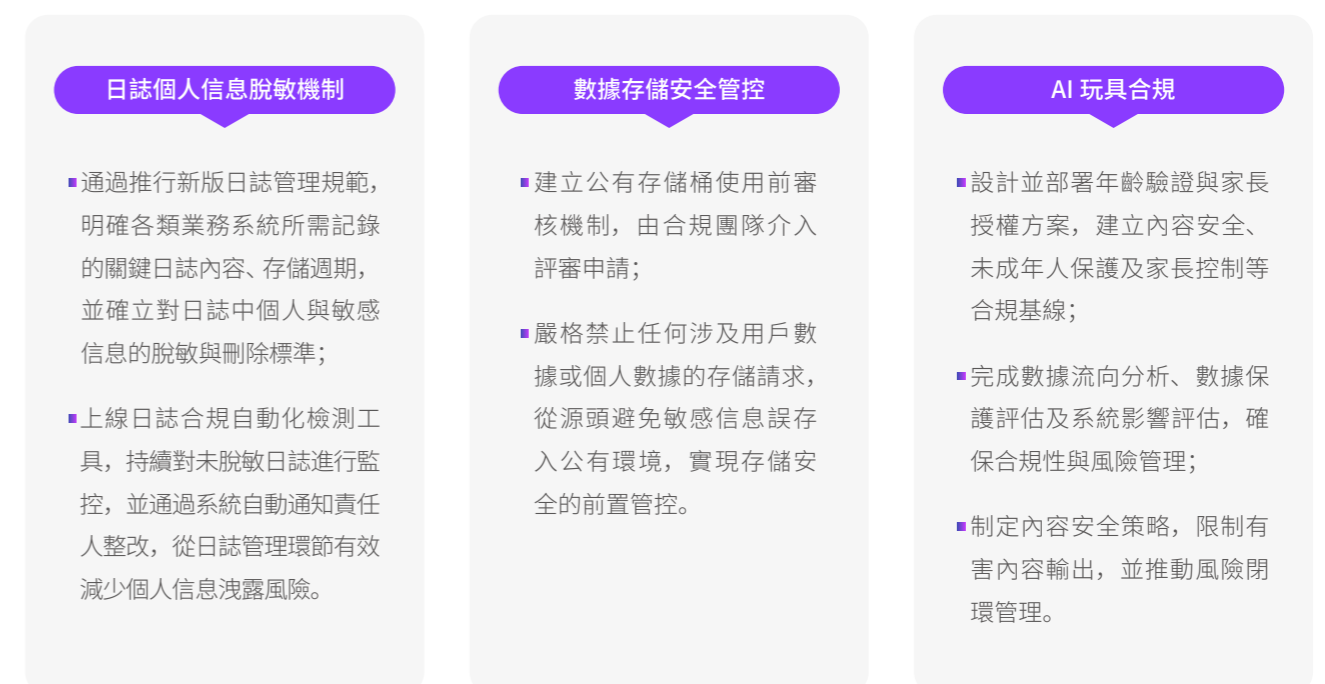 日誌個人信息脫敏機制
通過推行新版日誌管理規範，
明確各類業務系統所需記錄
的關鍵日誌內容、存儲週期，
並確立對日誌中個人與敏感
信息的脫敏與刪除標準；
上線日誌合規自動化檢測工
具，持續對未脫敏日誌進行監
控，並通過系統自動通知責任
人整改，從日誌管理環節有效
減少個人信息洩露風險。
數據存儲安全管控
建立公有存儲桶使用前審
核機制，由合規團隊介入
評審申請；
嚴格禁止任何涉及用戶數
據或個人數據的存儲請求，
從源頭避免敏感信息誤存
入公有環境，實現存儲安
全的前置管控。
AI 玩具合規
設計並部署年齡驗證與家長
授權方案，建立內容安全、
未成年人保護及家長控制等
合規基線；
完成數據流向分析、數據保
護評估及系統影響評估，確
保合規性與風險管理；
制定內容安全策略，限制有
害內容輸出，並推動風險閉
環管理。